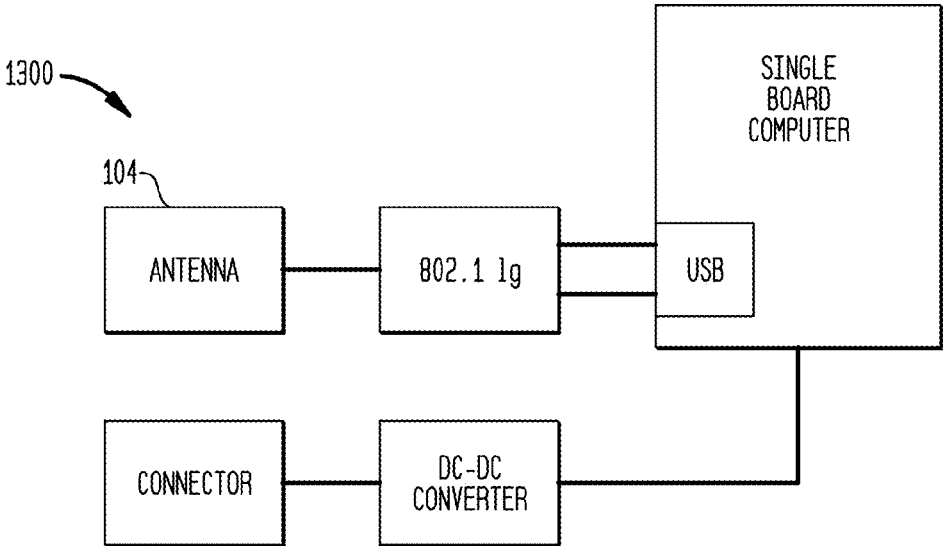 1300
SINGLE
BOARD
COMPUTER
104
ANTENNA
802.1 lg
USB
CONNECTOR
DC-DC
CONVERTER